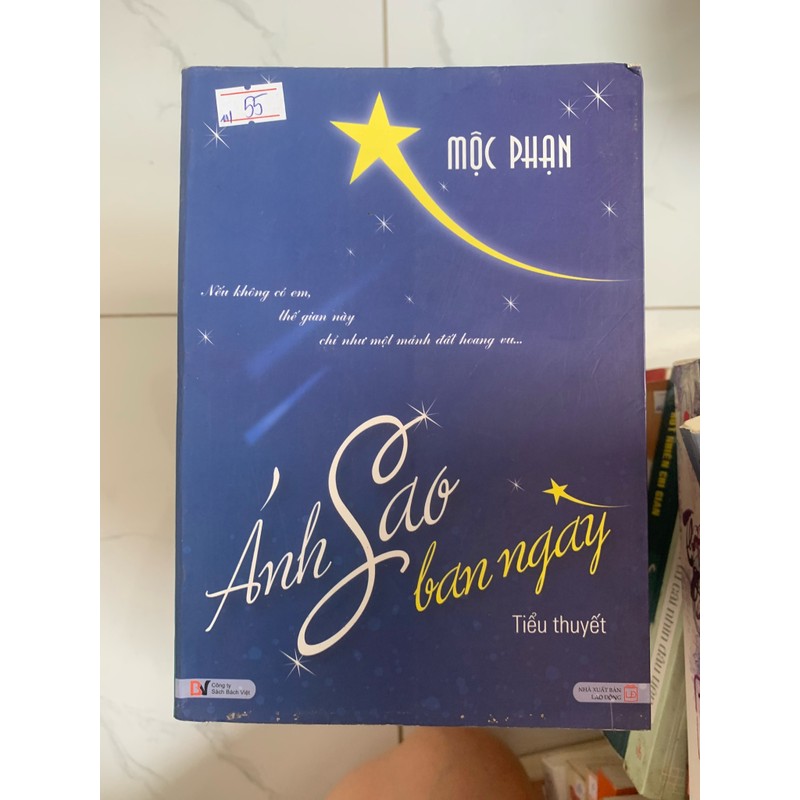 55
MỘC PHẠN
Nếu không có em,
thế gian này
chỉ như một mảnh đất hoang vu...
Ánh Sao
ban ngày
Tiểu thuyết
BV
Công ty
Sách Bách Việt
NHÀ XUẤT BẢN
LAO ĐỘNG